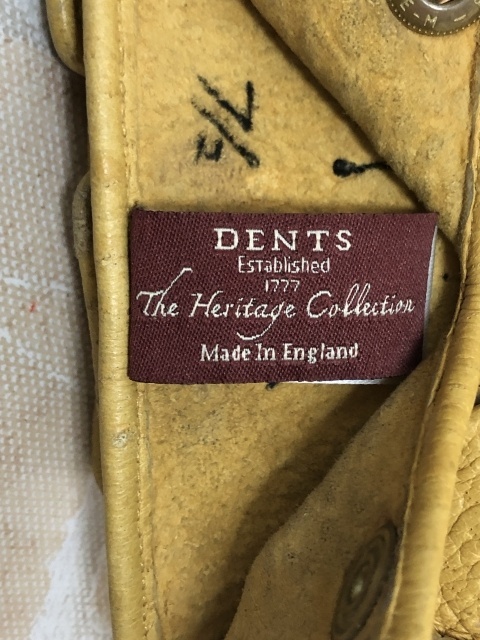 DENTS
Established
1777
The Heritage Collection
Made In England